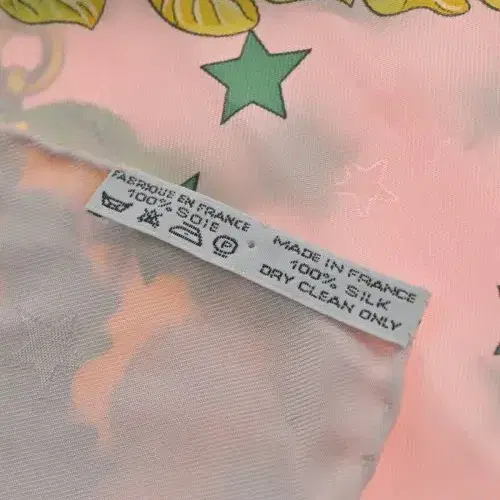 FABRIQUE EN FRANCE
100% SOIE
P
MADE IN FRANCE
100% SILK
DRY CLEAN ONLY